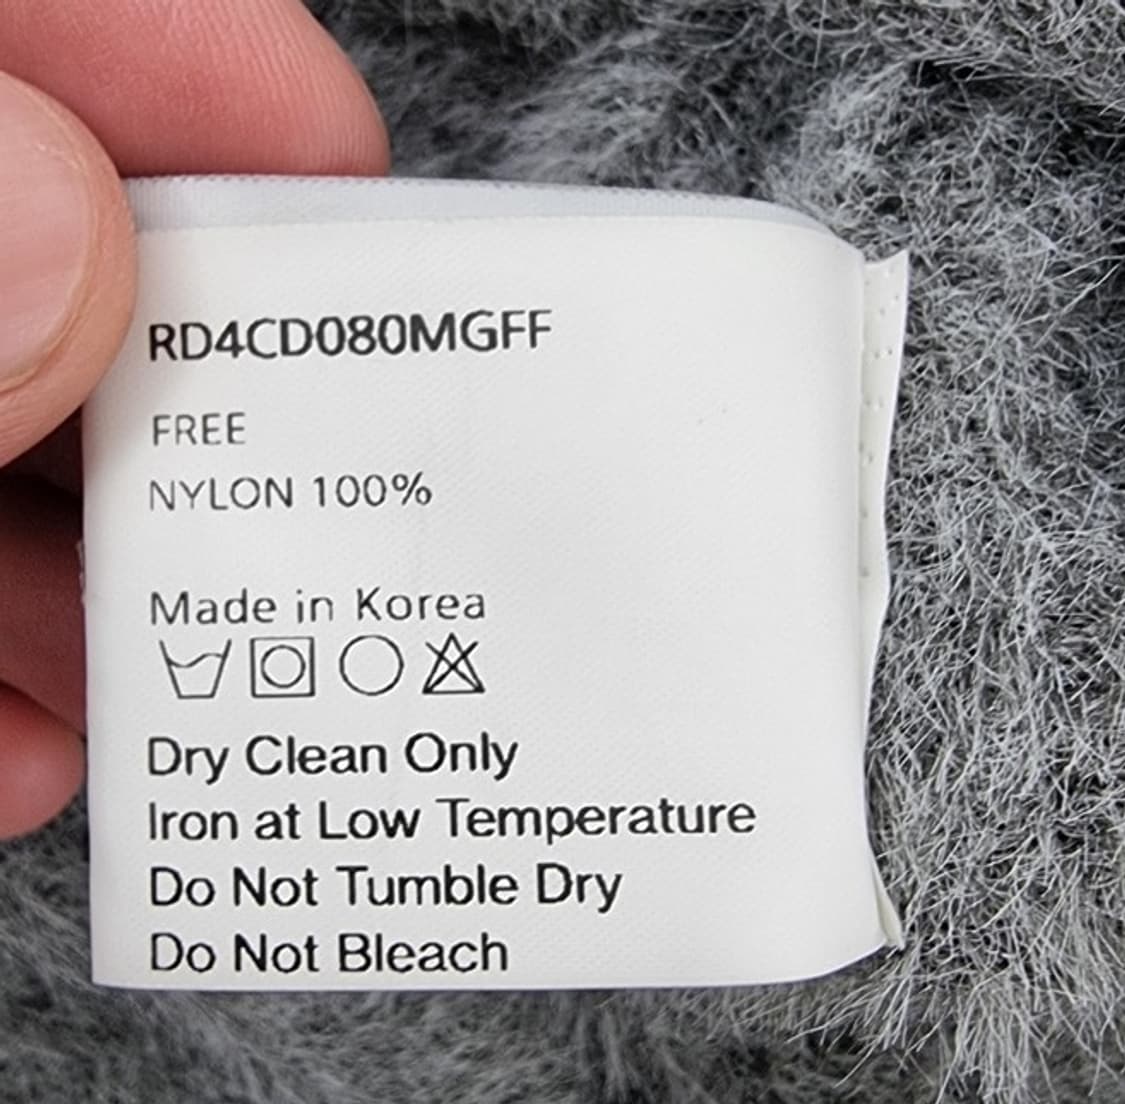 RD4CD080MGFF
FREE
NYLON 100%
Made in Korea
Dry Clean Only
Iron at Low Temperature
Do Not Tumble Dry
Do Not Bleach